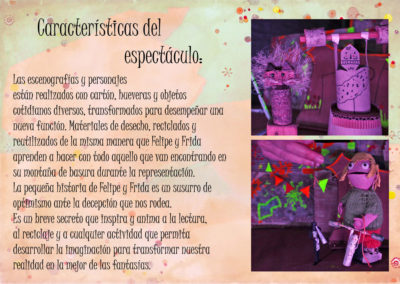 Características del
espectáculo:
Las escenografías y personajes
están realizados con cartón, hueveras y objetos
cotidianos diversos, transformados para desempeñar una
nueva función. Materiales de desecho, reciclados y
reutilizados de la misma manera que Felipe y Frida
aprenden a hacer con todo aquello que van encontrando en
su montaña de basura durante la representación.
La pequeña historia de Felipe y Frida es un susurro de
optimismo ante la decepción que nos rodea.
Es un breve secreto que inspira y anima a la lectura,
al reciclaje y a cualquier actividad que permita
desarrollar la imaginación para transformar nuestra
realidad en la mejor de las fantasías.